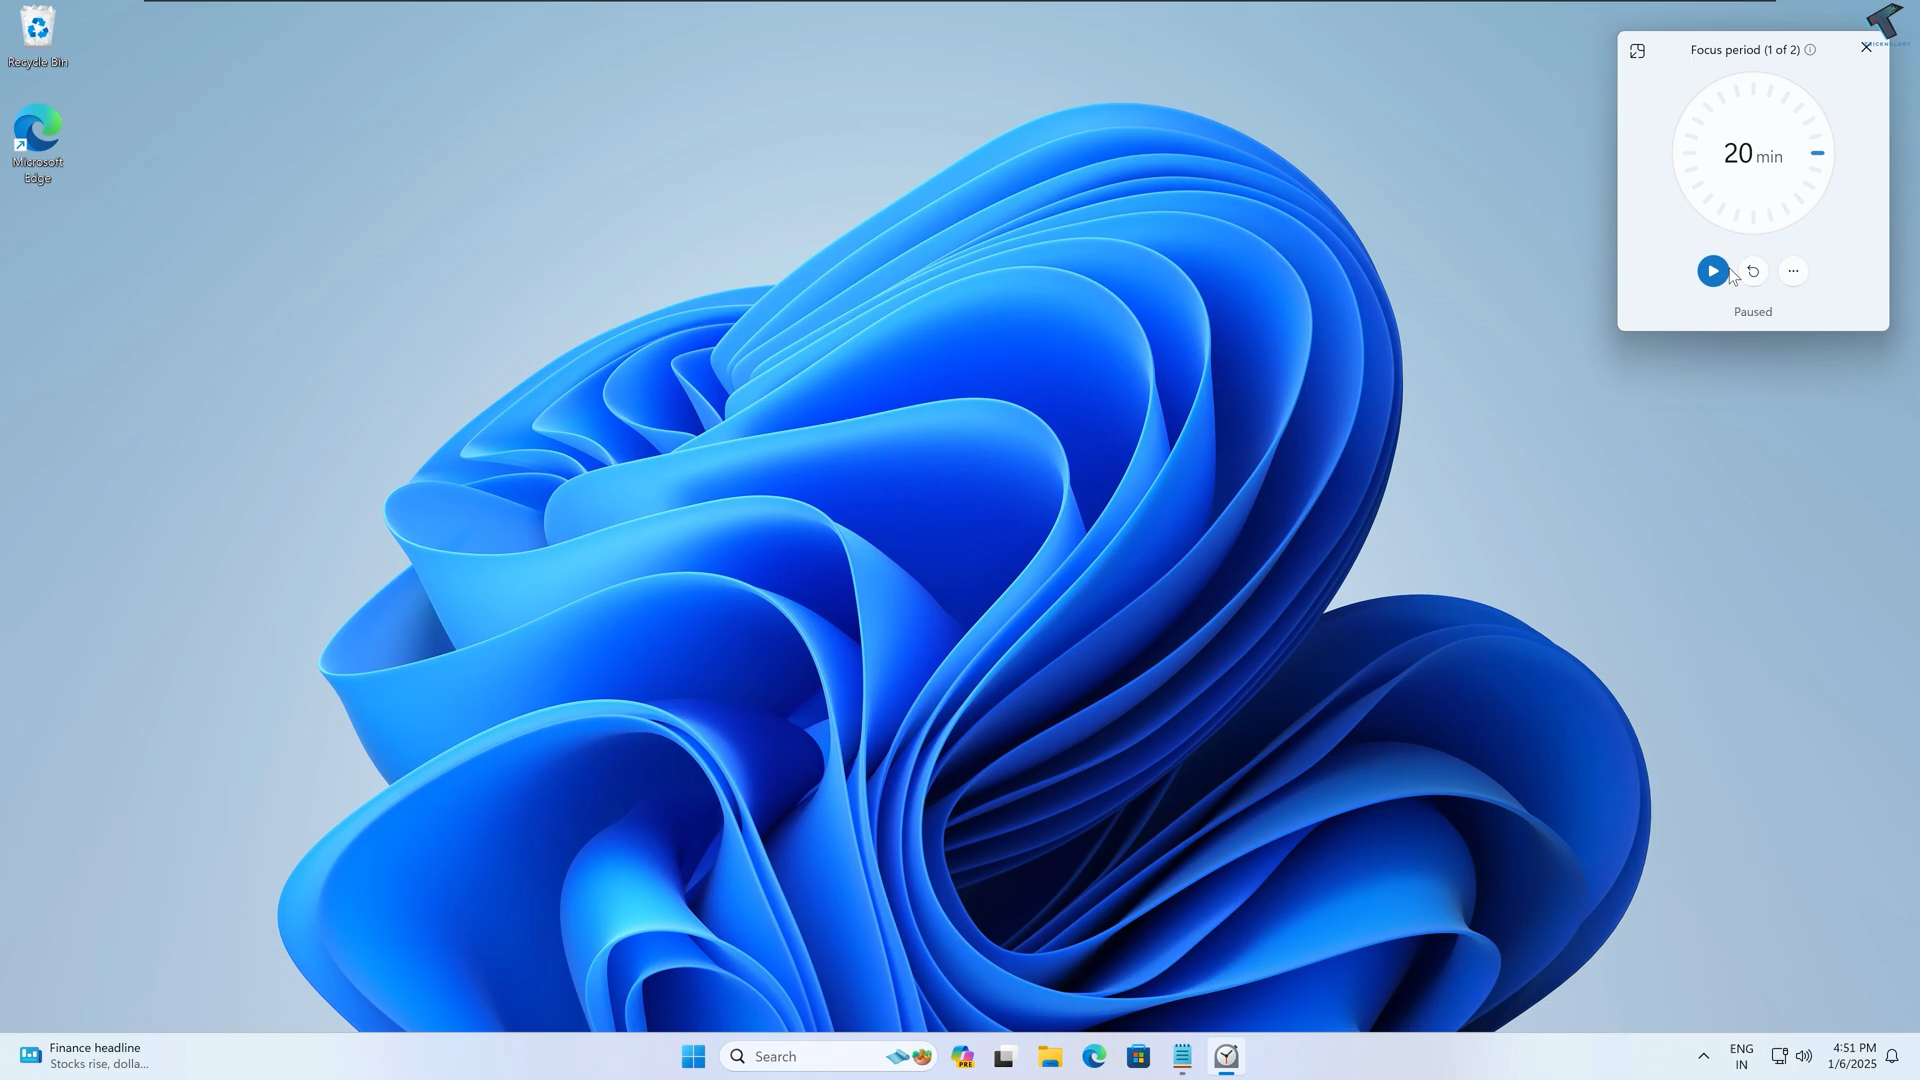 Recycle Bin
Microsoft
Edge
Focus period (1 of 2)
20 min
Paused
Finance headline
Stocks rise, dolla...
Search
PRE
ENG
IN
4:51 PM
1/6/2025